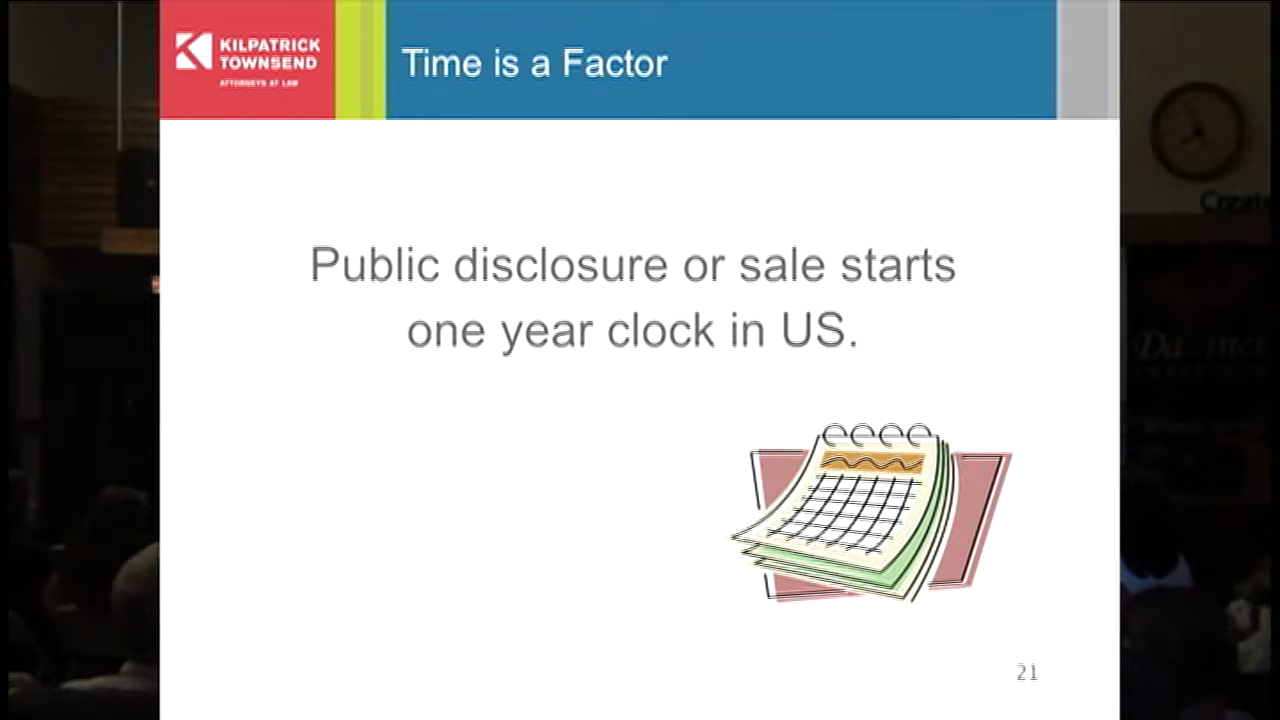 KILPATRICK
TOWNSEND
ATTORNEYS AT LAW
Time is a Factor
Public disclosure or sale starts
one year clock in US.
21